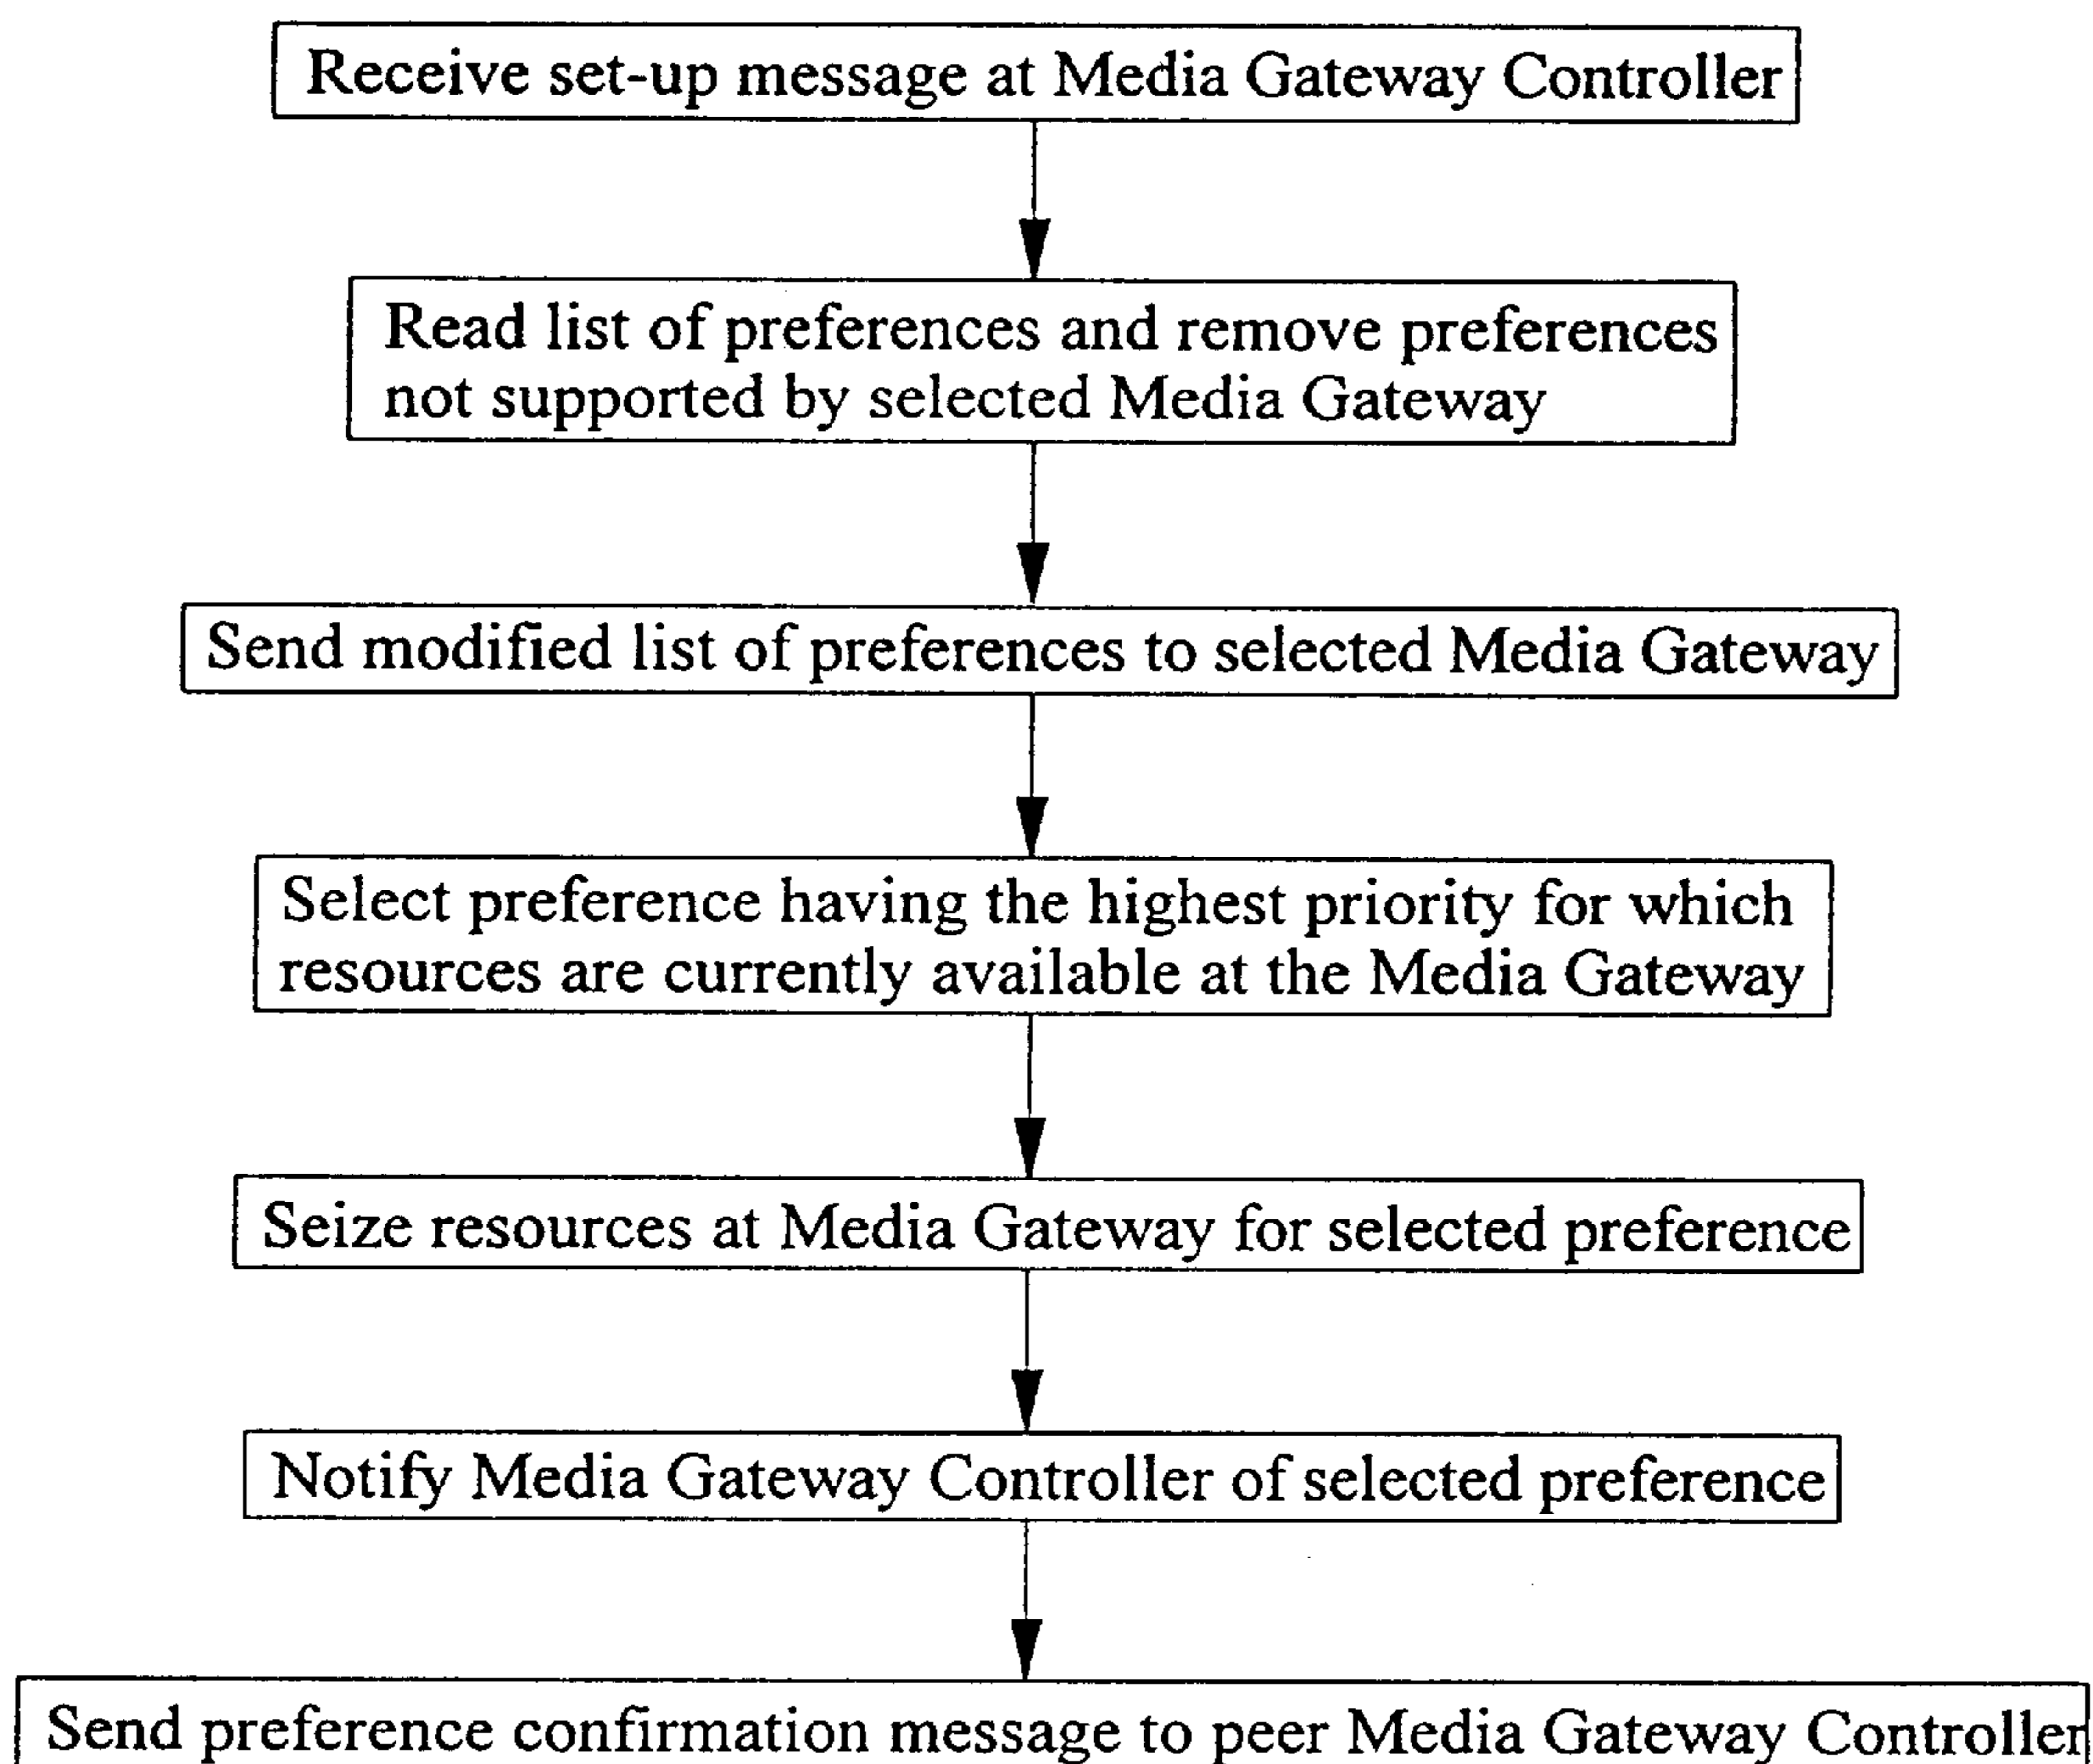 Receive set-up message at Media Gateway Controller
Read list of preferences and remove preferences
not supported by selected Media Gateway
Send modified list of preferences to selected Media Gateway
Select preference having the highest priority for which
resources are currently available at the Media Gateway
Seize resources at Media Gateway for selected preference
Notify Media Gateway Controller of selected preference
Send preference confirmation message to peer Media Gateway Controller